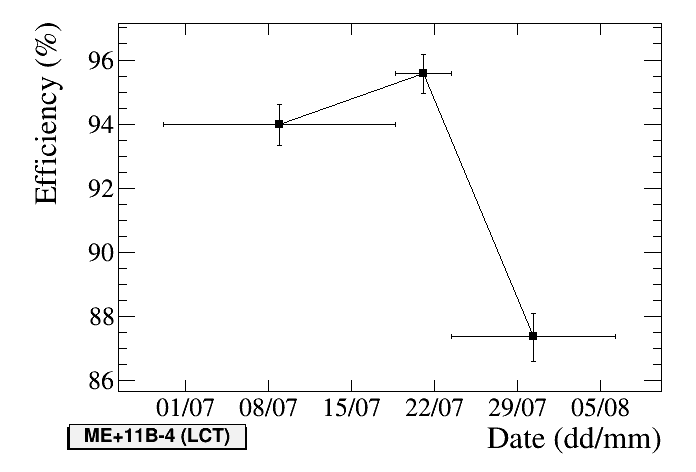 Efficiency (%)
96
94
92
90
88
86
01/07 08/07 15/07 22/07 29/07 05/08
ME+11B-4 (LCT)
Date (dd/mm)